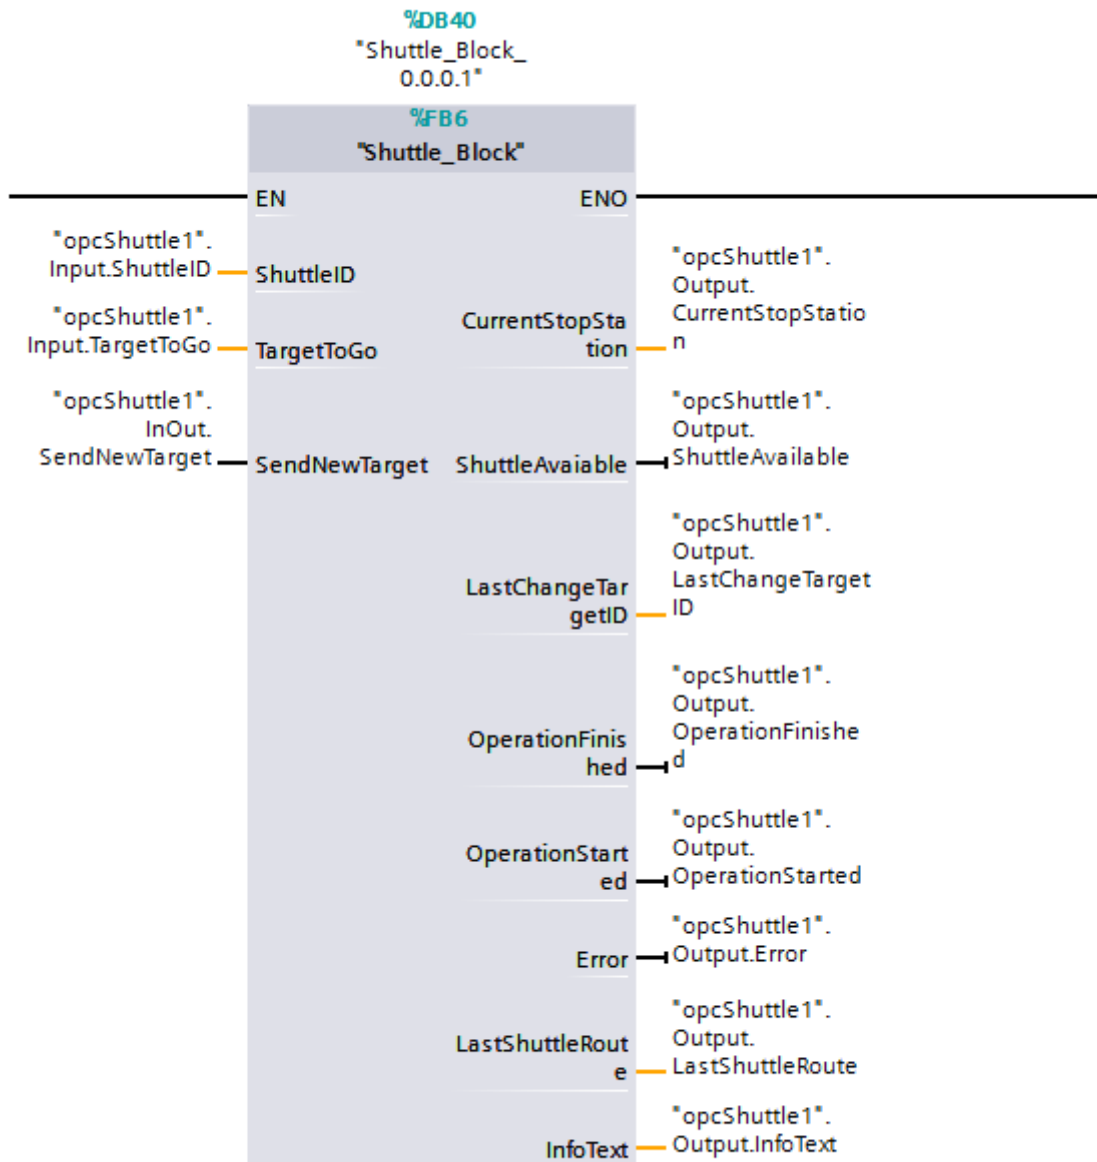 %DB40
"Shuttle_Block_
0.0.0.1"
%FB6
"Shuttle_Block"
EN
ENO
"opcShuttle1".
Input.ShuttleID
ShuttleID
"opcShuttle1".
Input.TargetToGo
TargetToGo
CurrentStopSta
tion
"opcShuttle1".
Output.
CurrentStopStatio
n
"opcShuttle1".
InOut.
SendNewTarget
SendNewTarget
ShuttleAvaiable
"opcShuttle1".
Output.
ShuttleAvailable
LastChangeTar
getID
"opcShuttle1".
Output.
LastChangeTarget
ID
OperationFinis
hed
"opcShuttle1".
Output.
OperationFinishe
d
OperationStart
ed
"opcShuttle1".
Output.
OperationStarted
Error
"opcShuttle1".
Output.Error
LastShuttleRout
e
"opcShuttle1".
Output.
LastShuttleRoute
InfoText
"opcShuttle1".
Output.InfoText